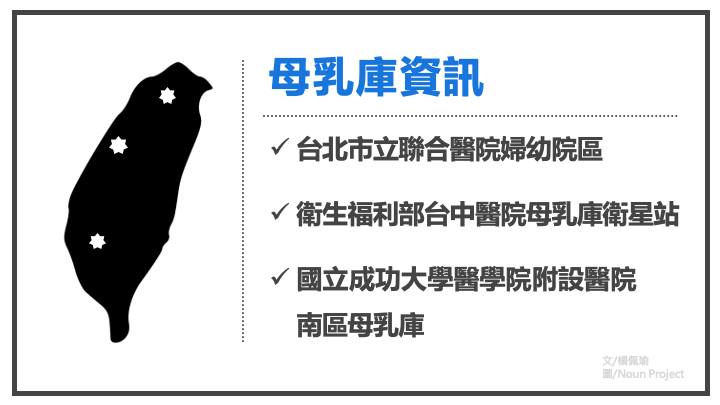 母乳庫資訊
✓ 台北市立聯合醫院婦幼院區
✓ 衛生福利部台中醫院母乳庫衛星站
✓ 國立成功大學醫學院附設醫院
南區母乳庫
文/楊佩瑜
圖/Noun Project